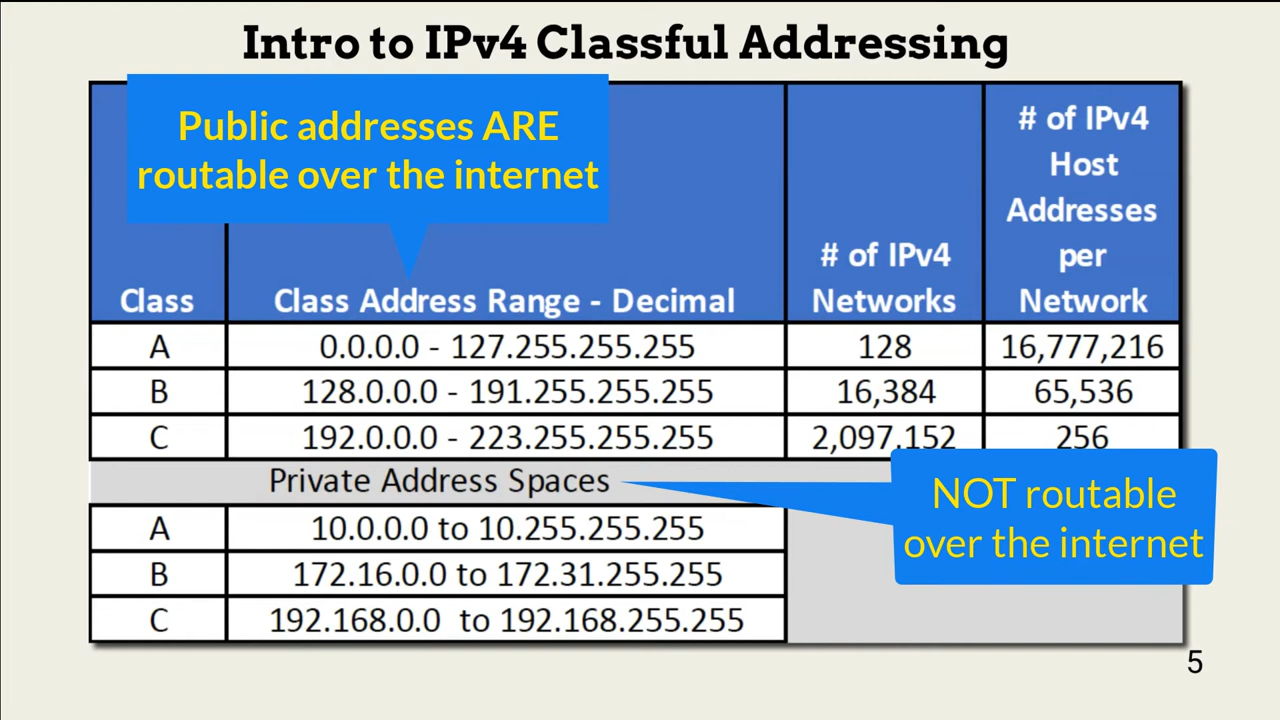 Intro to IPv4 Classful Addressing
Public addresses ARE
routable over the internet
Class
Class Address Range - Decimal
# of IPv4
Networks
# of IPv4
Host
Addresses
per
Network
A 0.0.0.0 - 127.255.255.255 128 16,777,216
B 128.0.0.0 - 191.255.255.255 16,384 65,536
C 192.0.0.0 - 223.255.255.255 2,097,152 256
Private Address Spaces
NOT routable
over the internet
A 10.0.0.0 to 10.255.255.255
B 172.16.0.0 to 172.31.255.255
C 192.168.0.0 to 192.168.255.255
5